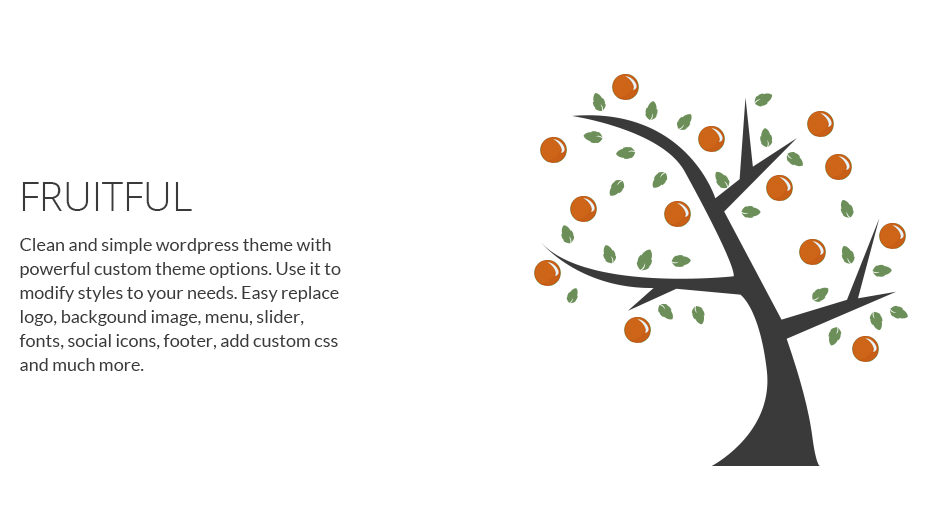 FRUITFUL
Clean and simple wordpress theme with
powerful custom theme options. Use it to
modify styles to your needs. Easy replace
logo, backgound image, menu, slider,
fonts, social icons, footer, add custom css
and much more.